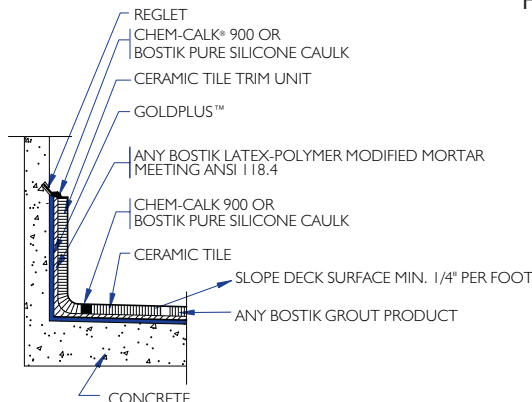 REGLET
CHEM-CALK® 900 OR
BOSTIK PURE SILICONE CAULK
CERAMIC TILE TRIM UNIT
GOLDPLUS™
ANY BOSTIK LATEX-POLYMER MODIFIED MORTAR
MEETING ANSI 118.4
CHEM-CALK 900 OR
BOSTIK PURE SILICONE CAULK
CERAMIC TILE
SLOPE DECK SURFACE MIN. 1/4" PER FOOT
ANY BOSTIK GROUT PRODUCT
CONCRETE